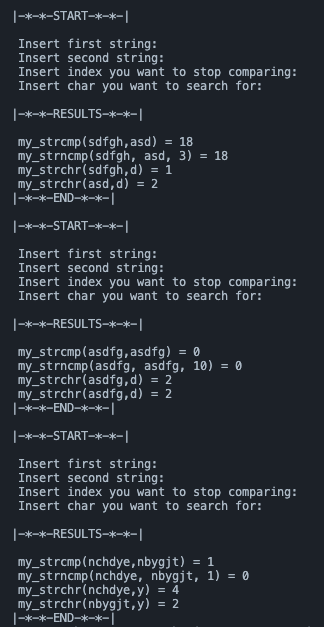 |-*-*-START-*-*-|
Insert first string:
Insert second string:
Insert index you want to stop comparing:
Insert char you want to search for:
|-*-*-RESULTS-*-*-|
my_strcmp(sdfgh,asd) = 18
my_strncmp(sdfgh, asd, 3) = 18
my_strchr(sdfgh,d) = 1
my_strchr(asd,d) = 2
|-*-*-END-*-*-|
|-*-*-START-*-*-|
Insert first string:
Insert second string:
Insert index you want to stop comparing:
Insert char you want to search for:
|-*-*-RESULTS-*-*-|
my_strcmp(asdfg,asdfg) = 0
my_strncmp(asdfg, asdfg, 10) = 0
my_strchr(asdfg,d) = 2
my_strchr(asdfg,d) = 2
|-*-*-END-*-*-|
|-*-*-START-*-*-|
Insert first string:
Insert second string:
Insert index you want to stop comparing:
Insert char you want to search for:
|-*-*-RESULTS-*-*-|
my_strcmp(nchdye,nbygjt) = 1
my_strncmp(nchdye, nbygjt, 1) = 0
my_strchr(nchdye,y) = 4
my_strchr(nbygjt,y) = 2
|-*-*-END-*-*-|